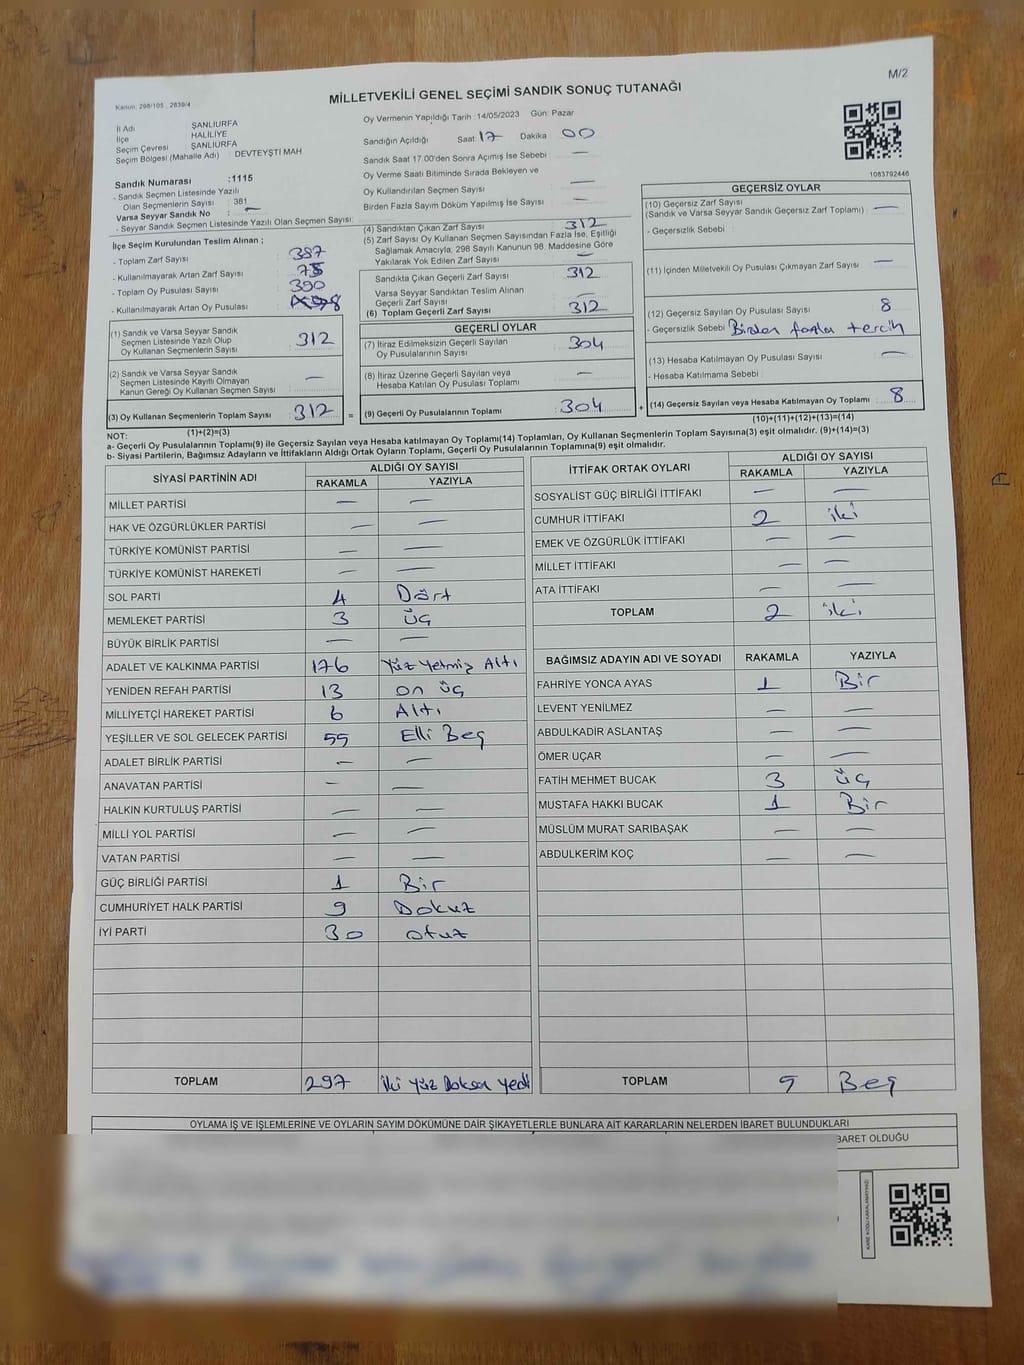 M/2
Kanun: 298/105 , 2839/4
MİLLETVEKİLİ GENEL SEÇİMİ SANDIK SONUÇ TUTANAĞI
İl Adı ŞANLIURFA
İlçe HALİLİYE
Seçim Çevresi ŞANLIURFA
Seçim Bölgesi (Mahalle Adı) : DEVTEYŞTİ MAH.
Sandık Numarası :1115
- Sandık Seçmen Listesinde Yazılı
Olan Seçmenlerin Sayısı : 381
Varsa Seyyar Sandık No : —
- Seyyar Sandık Seçmen Listesinde Yazılı Olan Seçmen Sayısı:
Oy Vermenin Yapıldığı Tarih :14/05/2023 Gün: Pazar
Sandığın Açıldığı Saat 17 Dakika 00
Sandık Saat 17.00'den Sonra Açımış İse Sebebi : —
Oy Verme Saati Bitiminde Sırada Bekleyen ve
Oy Kullandırılan Seçmen Sayısı : —
Birden Fazla Sayım Döküm Yapılmış İse Sayısı : —
1083792446
İlçe Seçim Kurulundan Teslim Alınan ;
- Toplam Zarf Sayısı : 387
- Kullanılmayarak Artan Zarf Sayısı : 75
- Toplam Oy Pusulası Sayısı : 390
- Kullanılmayarak Artan Oy Pusulası :
(1) Sandık ve Varsa Seyyar Sandık
Seçmen Listesinde Yazılı Olup
Oy Kullanan Seçmenlerin Sayısı : 312
(2) Sandık ve Varsa Seyyar Sandık
Seçmen Listesinde Kayıtlı Olmayan
Kanun Gereği Oy Kullanan Seçmen Sayısı : —
(3) Oy Kullanan Seçmenlerin Toplam Sayısı : 312 =
(1)+(2)=(3)
(4) Sandıktan Çıkan Zarf Sayısı : 312
(5) Zarf Sayısı Oy Kullanan Seçmen Sayısından Fazla İse, Eşitliği
Sağlamak Amacıyla, 298 Sayılı Kanunun 98. Maddesine Göre
Yakılarak Yok Edilen Zarf Sayısı : —
Sandıkta Çıkan Geçerli Zarf Sayısı : 312
Varsa Seyyar Sandıktan Teslim Alınan
Geçerli Zarf Sayısı : —
(6) Toplam Geçerli Zarf Sayısı : 312
GEÇERLİ OYLAR
(7) İtiraz Edilmeksizin Geçerli Sayılan
Oy Pusulalarının Sayısı : 304
(8) İtiraz Üzerine Geçerli Sayılan veya
Hesaba Katılan Oy Pusulası Toplamı : —
(9) Geçerli Oy Pusulalarının Toplamı : 304 +
GEÇERSİZ OYLAR
(10) Geçersiz Zarf Sayısı
(Sandık ve Varsa Seyyar Sandık Geçersiz Zarf Toplamı) : —
- Geçersizlik Sebebi :
(11) İçinden Milletvekili Oy Pusulası Çıkmayan Zarf Sayısı : —
(12) Geçersiz Sayılan Oy Pusulası Sayısı : 8
- Geçersizlik Sebebi : Birden fazla tercih
(13) Hesaba Katılmayan Oy Pusulası Sayısı : —
- Hesaba Katılmama Sebebi :
(14) Geçersiz Sayılan veya Hesaba Katılmayan Oy Toplamı : 8
(10)+(11)+(12)+(13)=(14)
NOT:
a- Geçerli Oy Pusulalarının Toplamı(9) ile Geçersiz Sayılan veya Hesaba Katılmayan Oy Toplamı(14) Toplamları, Oy Kullanan Seçmenlerin Toplam Sayısına(3) eşit olmalıdır. (9)+(14)=(3)
b- Siyasi Partilerin, Bağımsız Adayların ve İttifakların Aldığı Ortak Oyların Toplamı, Geçerli Oy Pusulalarının Toplamına(9) eşit olmalıdır.
SİYASİ PARTİNİN ADI ALDIĞI OY SAYISI
RAKAMLA YAZIYLA
MİLLET PARTİSİ — —
HAK VE ÖZGÜRLÜKLER PARTİSİ — —
TÜRKİYE KOMÜNİST PARTİSİ — —
TÜRKİYE KOMÜNİST HAREKETİ — —
SOL PARTİ 4 Dört
MEMLEKET PARTİSİ 3 üç
BÜYÜK BİRLİK PARTİSİ — —
ADALET VE KALKINMA PARTİSİ 176 Yüz Yetmiş Altı
YENİDEN REFAH PARTİSİ 13 on üç
MİLLİYETÇİ HAREKET PARTİSİ 6 Altı
YEŞİLLER VE SOL GELECEK PARTİSİ 55 Elli Beş
ADALET BİRLİK PARTİSİ — —
ANAVATAN PARTİSİ — —
HALKIN KURTULUŞ PARTİSİ — —
MİLLİ YOL PARTİSİ — —
VATAN PARTİSİ — —
GÜÇ BİRLİĞİ PARTİSİ 1 Bir
CUMHURİYET HALK PARTİSİ 9 Dokuz
İYİ PARTİ 30 otuz
TOPLAM 297 İki Yüz Doksan yedi
İTTİFAK ORTAK OYLARI ALDIĞI OY SAYISI
RAKAMLA YAZIYLA
SOSYALİST GÜÇ BİRLİĞİ İTTİFAKI — —
CUMHUR İTTİFAKI 2 iki
EMEK VE ÖZGÜRLÜK İTTİFAKI — —
MİLLET İTTİFAKI — —
ATA İTTİFAKI — —
TOPLAM 2 iki
BAĞIMSIZ ADAYIN ADI VE SOYADI RAKAMLA YAZIYLA
FAHRİYE YONCA AYAS 1 Bir
LEVENT YENİLMEZ — —
ABDULKADİR ASLANTAŞ — —
ÖMER UÇAR — —
FATİH MEHMET BUCAK 3 üç
MUSTAFA HAKKI BUCAK 1 Bir
MÜSLÜM MURAT SARIBAŞAK — —
ABDULKERİM KOÇ — —
TOPLAM 5 Beş
OYLAMA İŞ VE İŞLEMLERİNE VE OYLARIN SAYIM DÖKÜMÜNE DAİR ŞİKAYETLERLE BUNLARA AİT KARARLARIN NELERDEN İBARET BULUNDUKLARI
BARET OLDUĞU